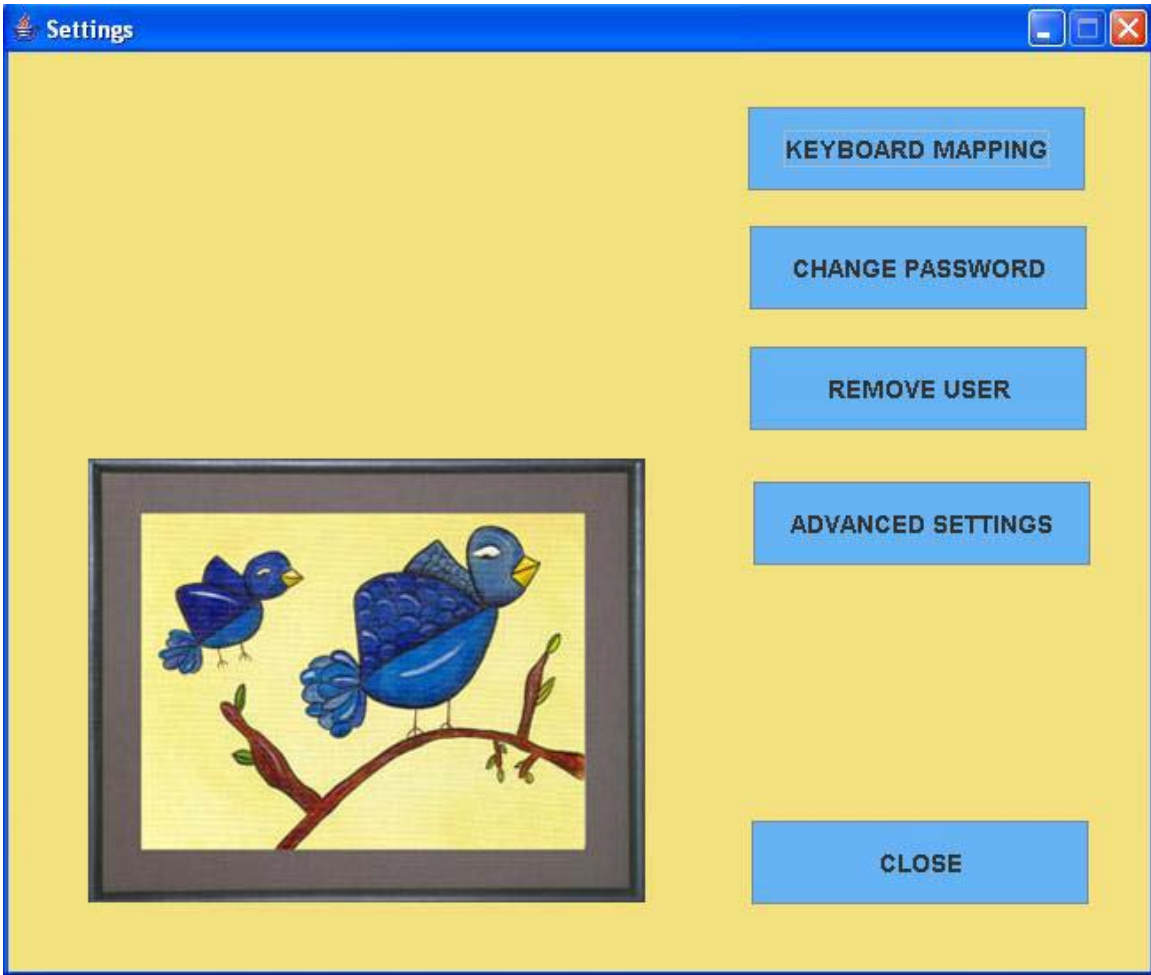 Settings
KEYBOARD MAPPING
CHANGE PASSWORD
REMOVE USER
ADVANCED SETTINGS
CLOSE